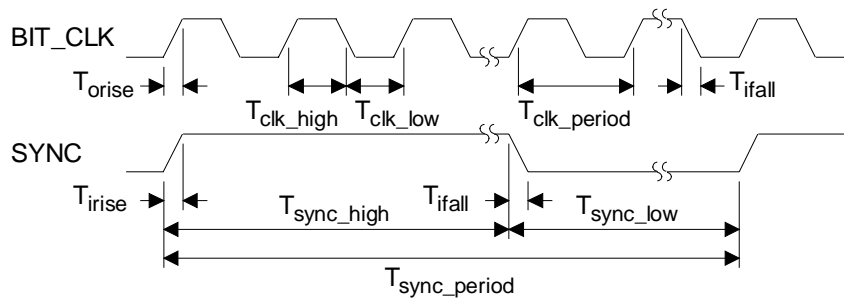 BIT_CLK
T_orise
T_clk_high
T_clk_low
T_clk_period
T_ifall
SYNC
T_irise
T_sync_high
T_ifall
T_sync_low
T_sync_period